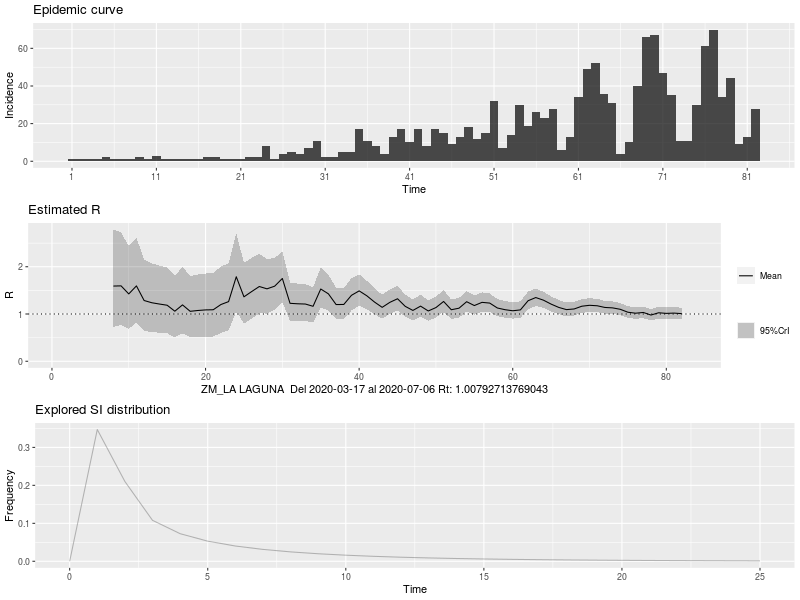 Epidemic curve
Incidence
60
40
20
0
1 11 21 31 41 51 61 71 81
Time
Estimated R
R
2
1
0
0 20 40 60 80
ZM_LA LAGUNA Del 2020-03-17 al 2020-07-06 Rt: 1.00792713769043
Mean
95%CrI
Explored SI distribution
Frequency
0.3
0.2
0.1
0.0
0 5 10 15 20 25
Time